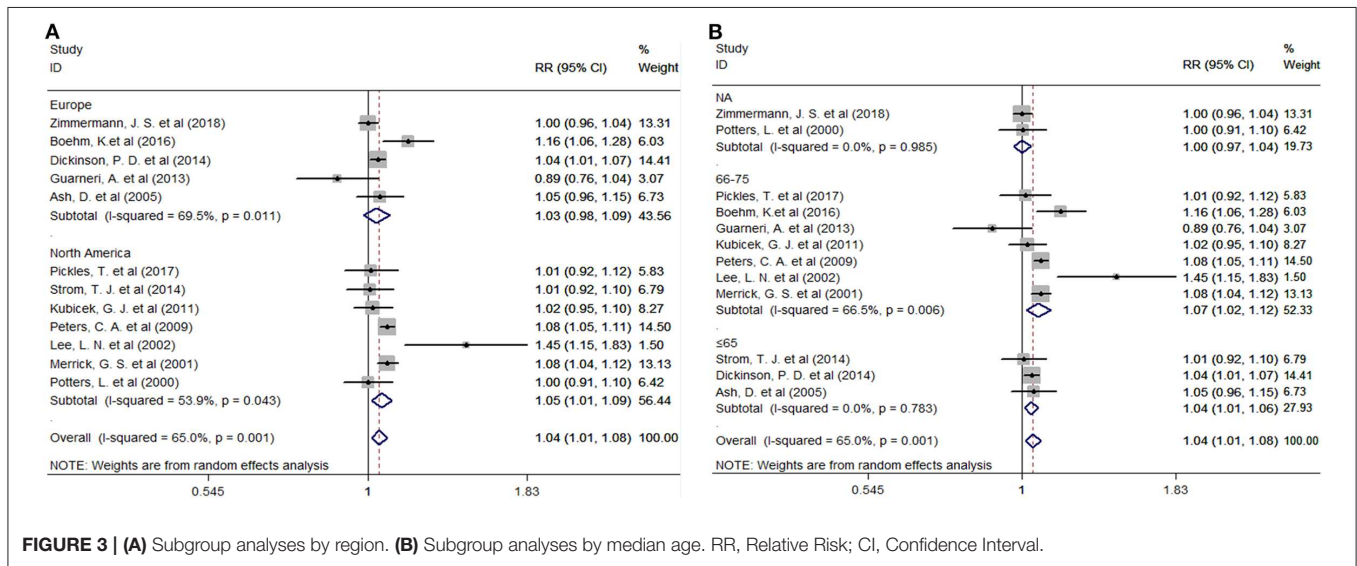 A
Study %
ID RR (95% CI) Weight
Europe
Zimmermann, J. S. et al (2018) 1.00 (0.96, 1.04) 13.31
Boehm, K.et al (2016) 1.16 (1.06, 1.28) 6.03
Dickinson, P. D. et al (2014) 1.04 (1.01, 1.07) 14.41
Guarneri, A. et al (2013) 0.89 (0.76, 1.04) 3.07
Ash, D. et al (2005) 1.05 (0.96, 1.15) 6.73
Subtotal (I-squared = 69.5%, p = 0.011) 1.03 (0.98, 1.09) 43.56
.
North America
Pickles, T. et al (2017) 1.01 (0.92, 1.12) 5.83
Strom, T. J. et al (2014) 1.01 (0.92, 1.10) 6.79
Kubicek, G. J. et al (2011) 1.02 (0.95, 1.10) 8.27
Peters, C. A. et al (2009) 1.08 (1.05, 1.11) 14.50
Lee, L. N. et al (2002) 1.45 (1.15, 1.83) 1.50
Merrick, G. S. et al (2001) 1.08 (1.04, 1.12) 13.13
Potters, L. et al (2000) 1.00 (0.91, 1.10) 6.42
Subtotal (I-squared = 53.9%, p = 0.043) 1.05 (1.01, 1.09) 56.44
.
Overall (I-squared = 65.0%, p = 0.001) 1.04 (1.01, 1.08) 100.00
NOTE: Weights are from random effects analysis
0.545 1 1.83
B
Study %
ID RR (95% CI) Weight
NA
Zimmermann, J. S. et al (2018) 1.00 (0.96, 1.04) 13.31
Potters, L. et al (2000) 1.00 (0.91, 1.10) 6.42
Subtotal (I-squared = 0.0%, p = 0.985) 1.00 (0.97, 1.04) 19.73
.
66-75
Pickles, T. et al (2017) 1.01 (0.92, 1.12) 5.83
Boehm, K.et al (2016) 1.16 (1.06, 1.28) 6.03
Guarneri, A. et al (2013) 0.89 (0.76, 1.04) 3.07
Kubicek, G. J. et al (2011) 1.02 (0.95, 1.10) 8.27
Peters, C. A. et al (2009) 1.08 (1.05, 1.11) 14.50
Lee, L. N. et al (2002) 1.45 (1.15, 1.83) 1.50
Merrick, G. S. et al (2001) 1.08 (1.04, 1.12) 13.13
Subtotal (I-squared = 66.5%, p = 0.006) 1.07 (1.02, 1.12) 52.33
.
≤65
Strom, T. J. et al (2014) 1.01 (0.92, 1.10) 6.79
Dickinson, P. D. et al (2014) 1.04 (1.01, 1.07) 14.41
Ash, D. et al (2005) 1.05 (0.96, 1.15) 6.73
Subtotal (I-squared = 0.0%, p = 0.783) 1.04 (1.01, 1.06) 27.93
.
Overall (I-squared = 65.0%, p = 0.001) 1.04 (1.01, 1.08) 100.00
NOTE: Weights are from random effects analysis
0.545 1 1.83
FIGURE 3 | (A) Subgroup analyses by region. (B) Subgroup analyses by median age. RR, Relative Risk; CI, Confidence Interval.